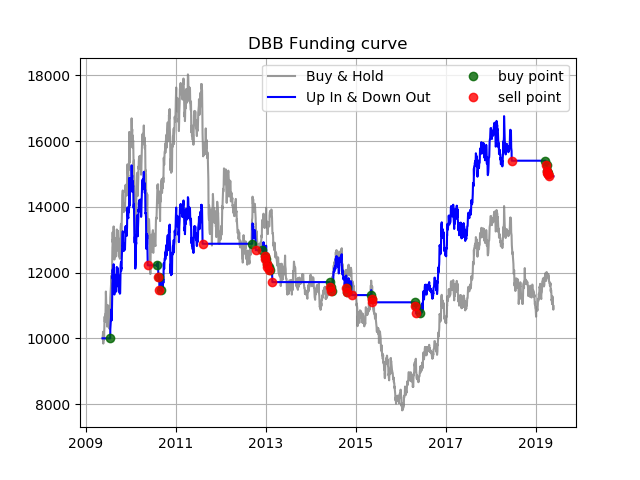 DBB Funding curve
Buy & Hold
Up In & Down Out
buy point
sell point
18000
16000
14000
12000
10000
8000
2009
2011
2013
2015
2017
2019